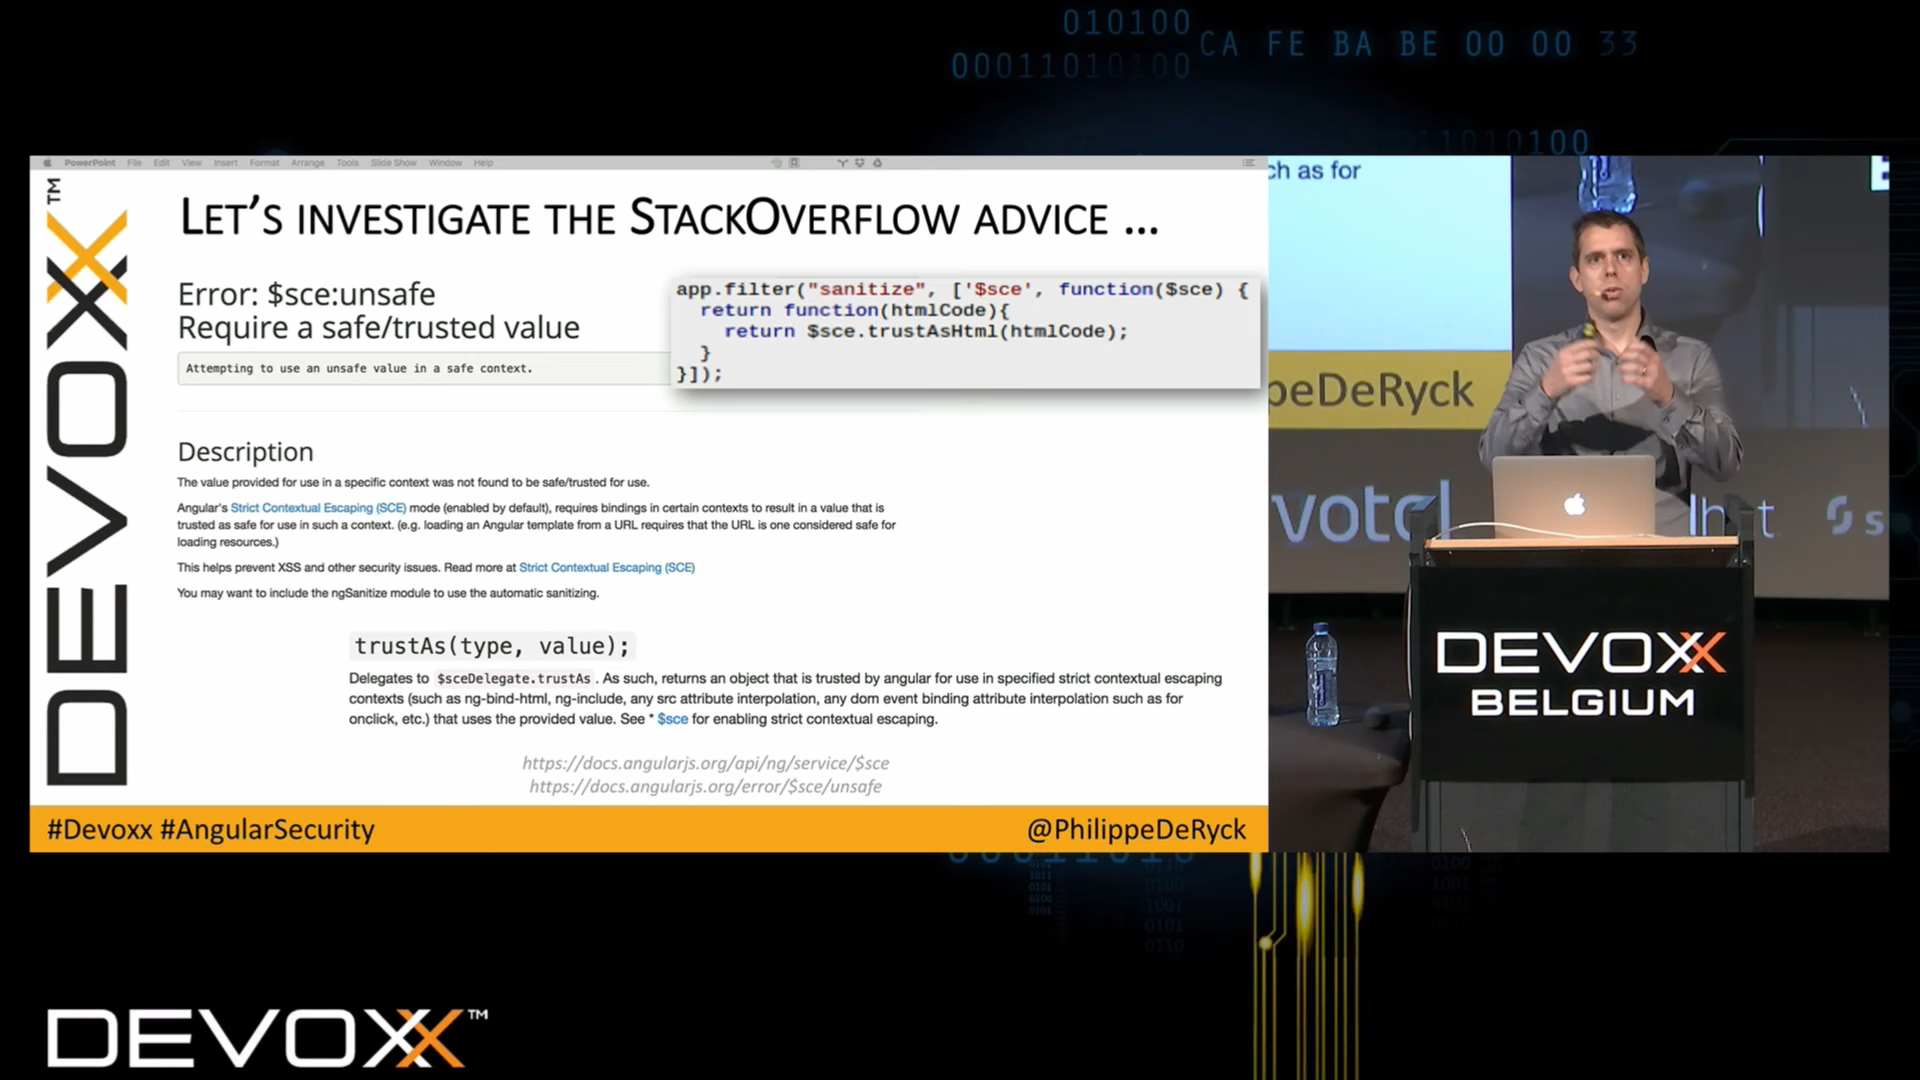 010100
00011010100
CA FE BA BE 00 00 33
1010100
PowerPoint File Edit View Insert Format Arrange Tools Slide Show Window Help
DEVOXX™
LET'S INVESTIGATE THE STACKOVERFLOW ADVICE ...
Error: $sce:unsafe
Require a safe/trusted value
Attempting to use an unsafe value in a safe context.
app.filter("sanitize", ['$sce', function($sce) {
return function(htmlCode){
return $sce.trustAsHtml(htmlCode);
}
}]);
Description
The value provided for use in a specific context was not found to be safe/trusted for use.
Angular's Strict Contextual Escaping (SCE) mode (enabled by default), requires bindings in certain contexts to result in a value that is
trusted as safe for use in such a context. (e.g. loading an Angular template from a URL requires that the URL is one considered safe for
loading resources.)
This helps prevent XSS and other security issues. Read more at Strict Contextual Escaping (SCE)
You may want to include the ngSanitize module to use the automatic sanitizing.
trustAs(type, value);
Delegates to $sceDelegate.trustAs. As such, returns an object that is trusted by angular for use in specified strict contextual escaping
contexts (such as ng-bind-html, ng-include, any src attribute interpolation, any dom event binding attribute interpolation such as for
onclick, etc.) that uses the provided value. See * $sce for enabling strict contextual escaping.
https://docs.angularjs.org/api/ng/service/$sce
https://docs.angularjs.org/error/$sce/unsafe
#Devoxx #AngularSecurity
@PhilippeDeRyck
ch as for
peDeRyck
DEVOXX
BELGIUM
DEVOXX™